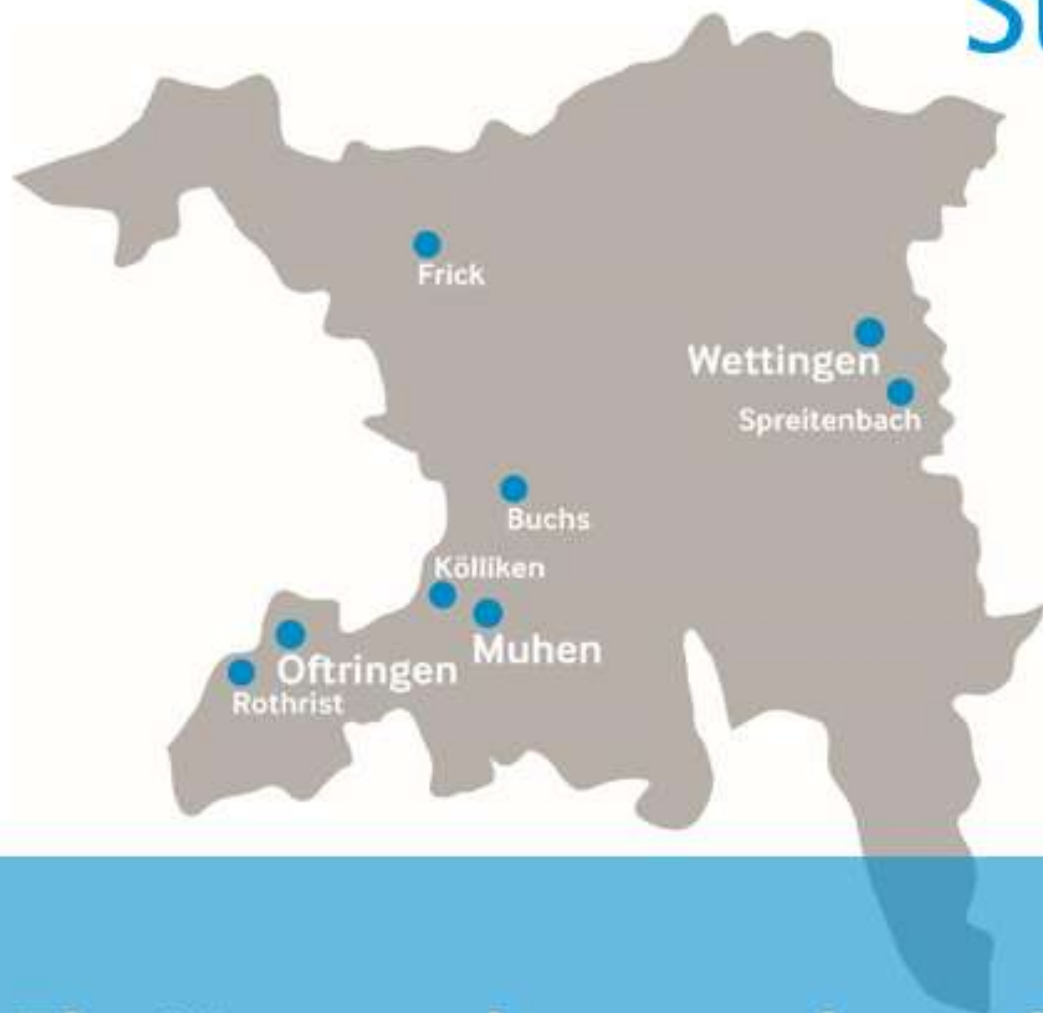 Frick
Wettingen
Spreitenbach
Buchs
Kölliken
Muhen
Oftringen
Rothrist